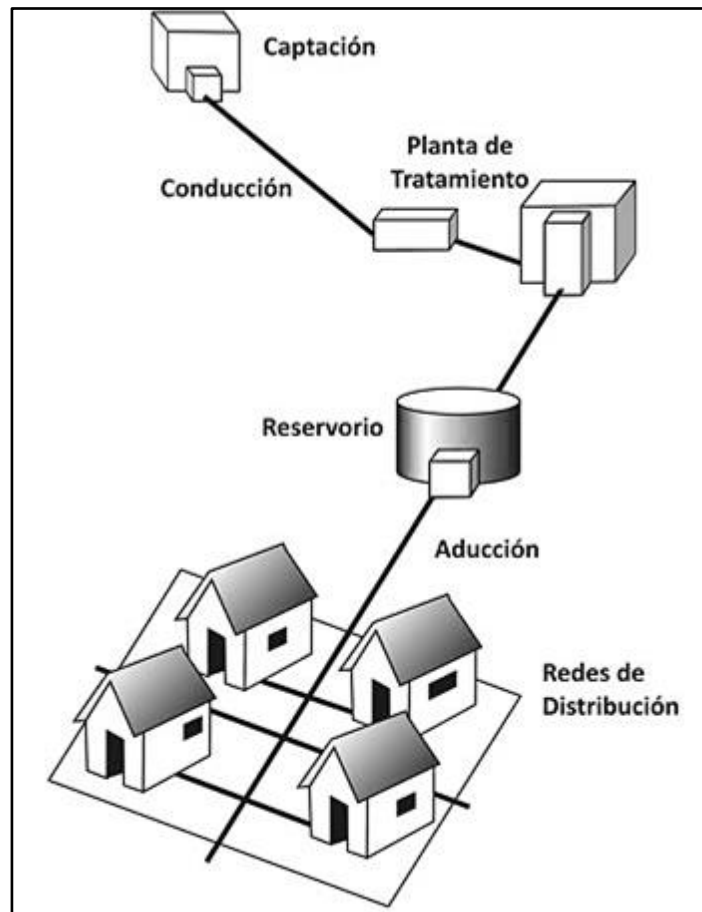 Captación
Planta de
Tratamiento
Conducción
Reservorio
Aducción
Redes de
Distribución